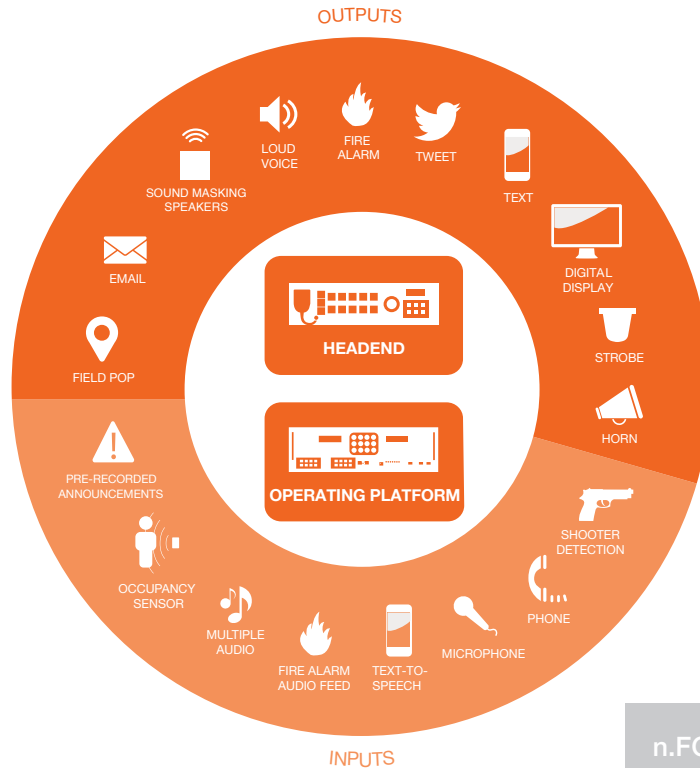 OUTPUTS
FIRE
ALARM
LOUD
VOICE
TWEET
SOUND MASKING
SPEAKERS
TEXT
EMAIL
DIGITAL
DISPLAY
FIELD POP
STROBE
HORN
HEADEND
OPERATING PLATFORM
PRE-RECORDED
ANNOUNCEMENTS
SHOOTER
DETECTION
OCCUPANCY
SENSOR
PHONE
MULTIPLE
AUDIO
MICROPHONE
FIRE ALARM
AUDIO FEED
TEXT-TO-
SPEECH
INPUTS